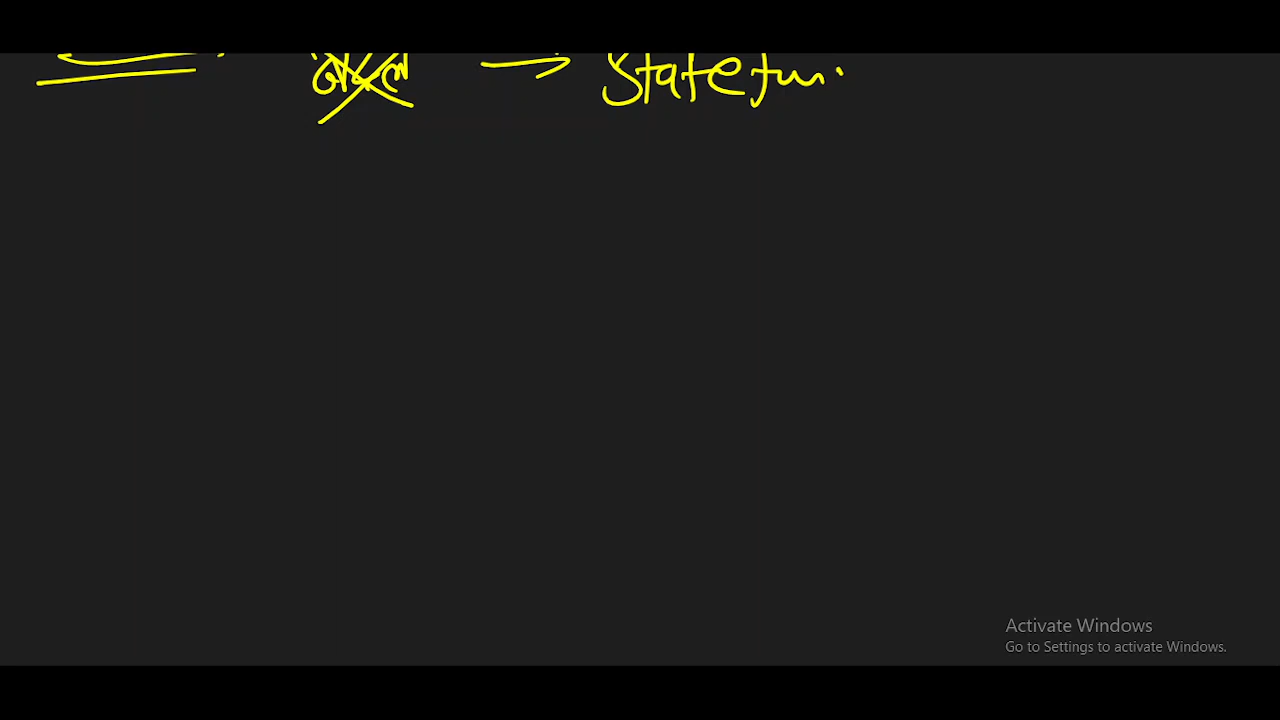 → State fun.
Activate Windows
Go to Settings to activate Windows.